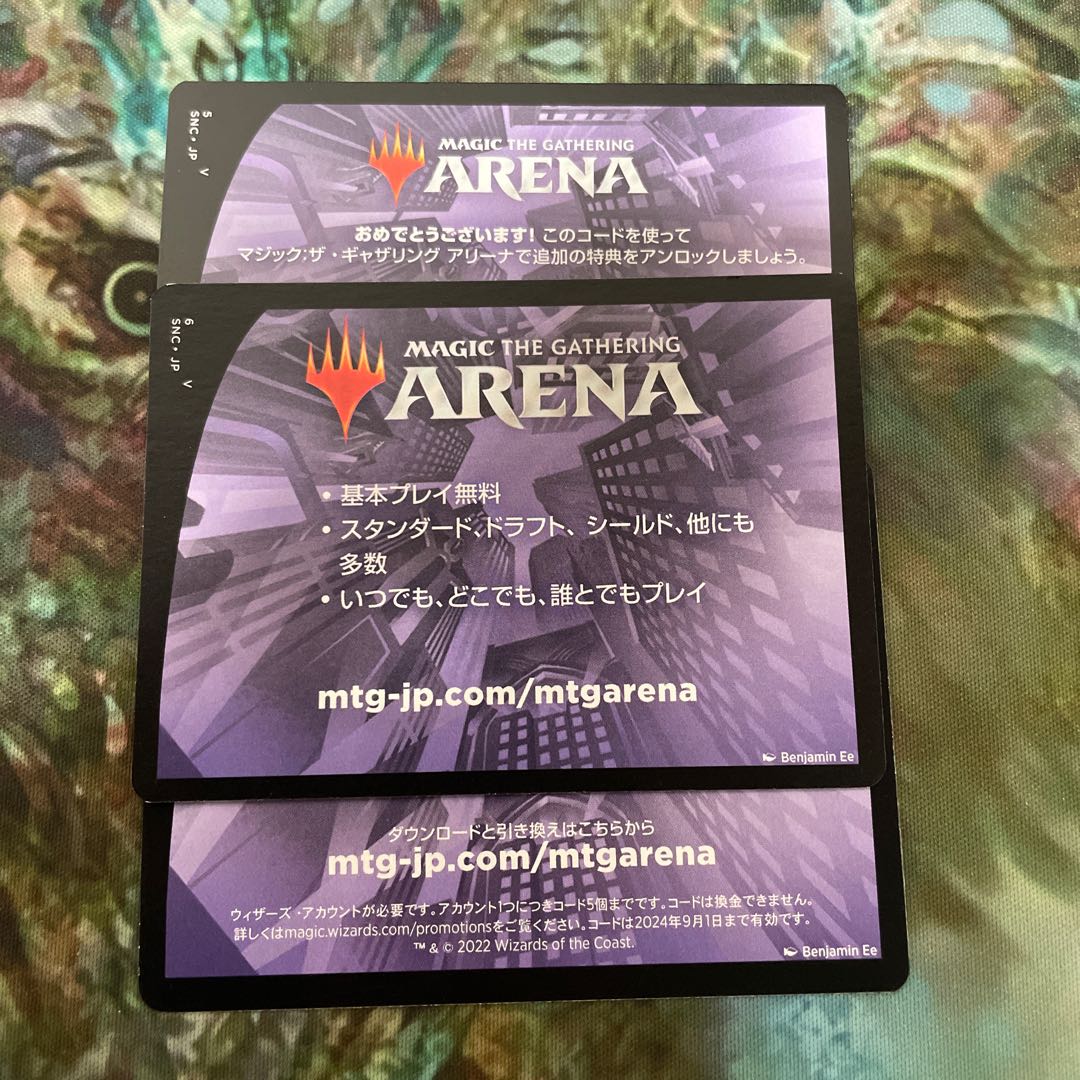 5
SNC • JP V
MAGIC THE GATHERING
ARENA
おめでとうございます! このコードを使って
マジック:ザ・ギャザリング アリーナで追加の特典をアンロックしましょう。
6
SNC • JP V
MAGIC THE GATHERING
ARENA
• 基本プレイ無料
• スタンダード、ドラフト、シールド、他にも
多数
• いつでも、どこでも、誰とでもプレイ
mtg-jp.com/mtgarena
Benjamin Ee
ダウンロードと引き換えはこちらから
mtg-jp.com/mtgarena
ウィザーズ・アカウントが必要です。アカウント1つにつきコード5個までです。コードは換金できません。
詳しくはmagic.wizards.com/promotionsをご覧ください。コードは2024年9月1日まで有効です。
™ & © 2022 Wizards of the Coast.
Benjamin Ee